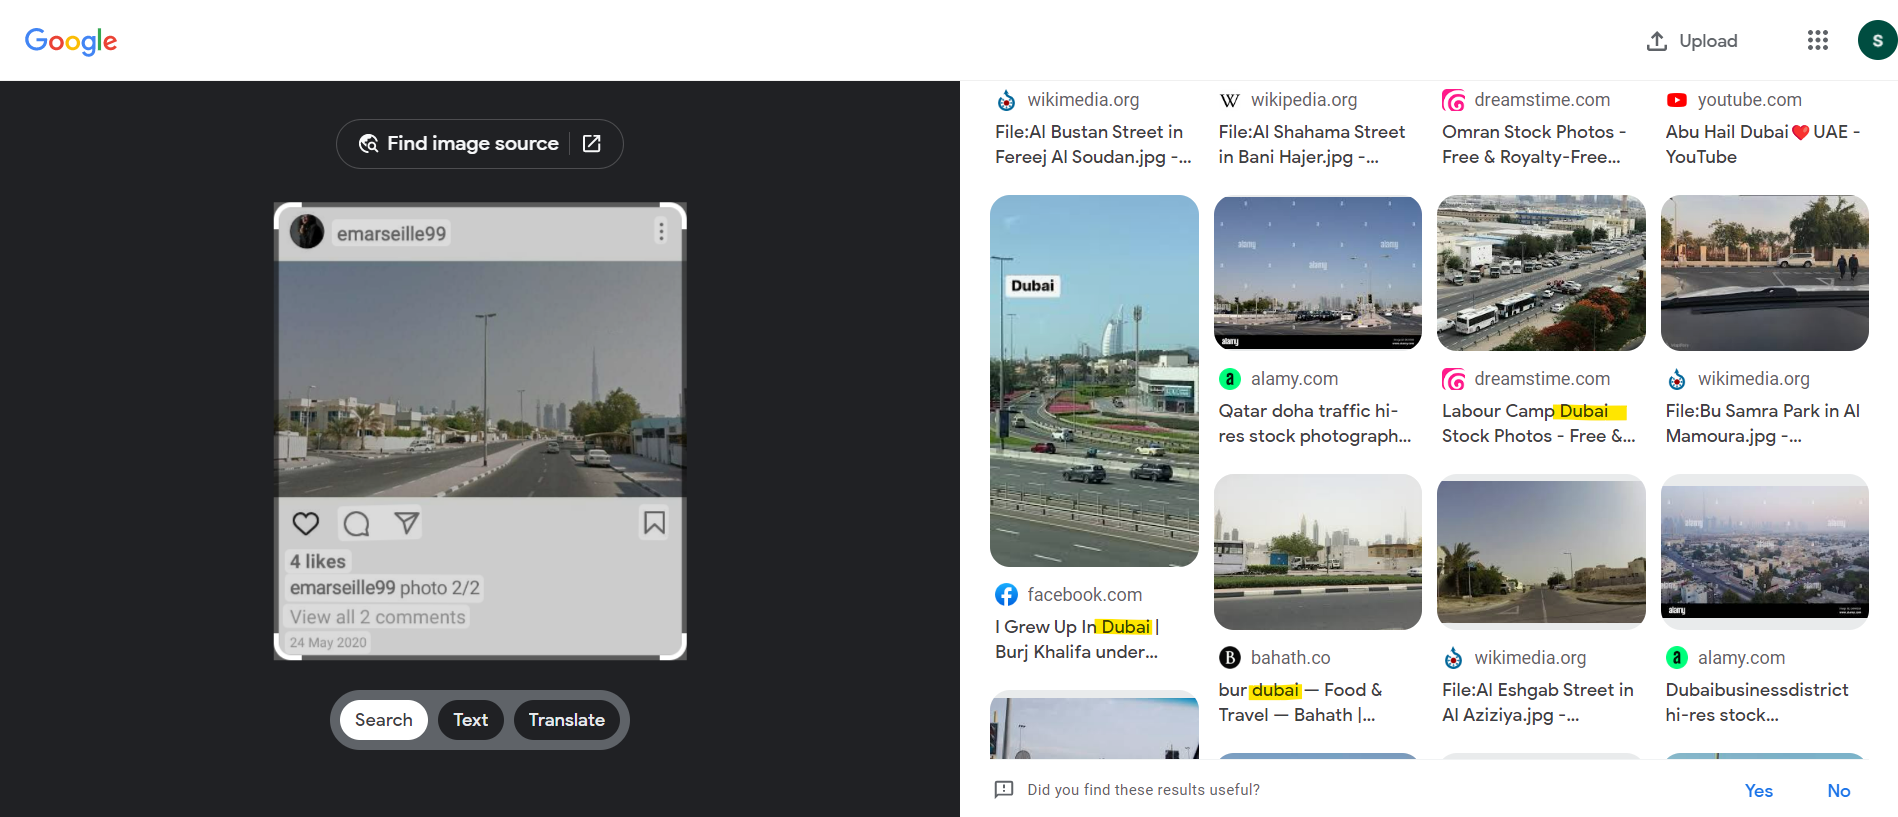 Google
Upload
S
Find image source
emarseille99
4 likes
emarseille99 photo 2/2
View all 2 comments
24 May 2020
Search
Text
Translate
wikimedia.org
File:Al Bustan Street in
Fereej Al Soudan.jpg -...
wikipedia.org
File:Al Shahama Street
in Bani Hajer.jpg -...
dreamstime.com
Omran Stock Photos -
Free & Royalty-Free...
youtube.com
Abu Hail Dubai❤️UAE -
YouTube
Dubai
facebook.com
I Grew Up In Dubai |
Burj Khalifa under...
alamy
alamy
alamy
alamy
alamy.com
Qatar doha traffic hi-
res stock photograph...
dreamstime.com
Labour Camp Dubai
Stock Photos - Free &...
wikimedia.org
File:Bu Samra Park in Al
Mamoura.jpg -...
bahath.co
bur dubai — Food &
Travel — Bahath |...
wikimedia.org
File:Al Eshgab Street in
Al Aziziya.jpg -...
alamy
alamy
alamy
alamy.com
Dubaibusinessdistrict
hi-res stock...
Did you find these results useful?
Yes
No